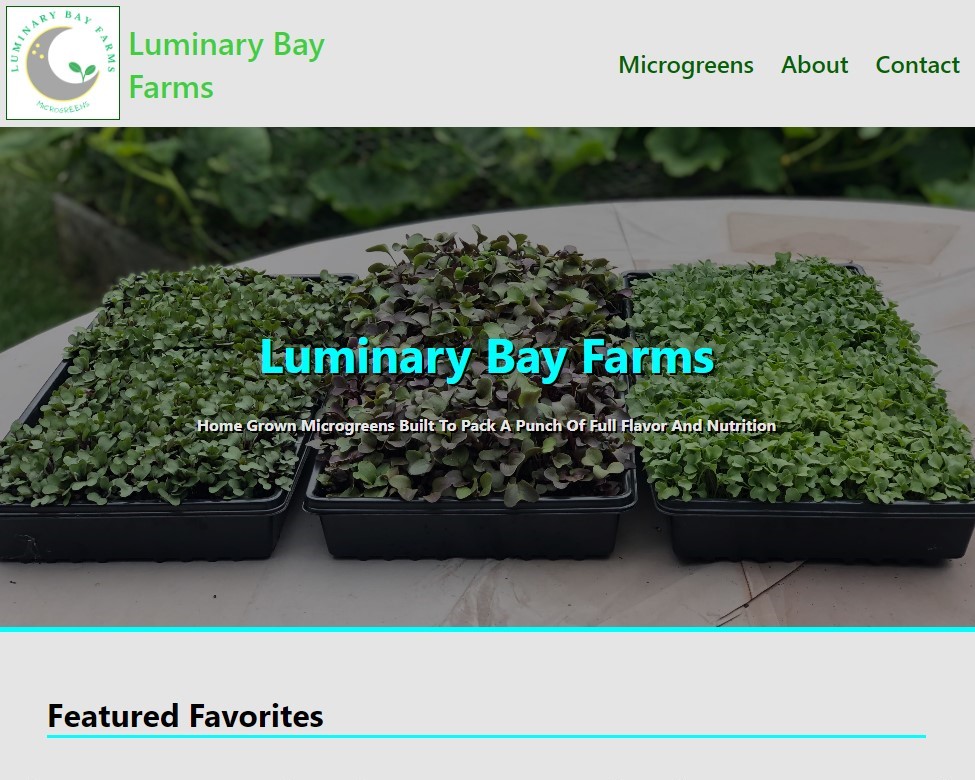 LUMINARY BAY FARMS
MICROGREENS
Luminary Bay
Farms
Microgreens About Contact
Luminary Bay Farms
Home Grown Microgreens Built To Pack A Punch Of Full Flavor And Nutrition
Featured Favorites